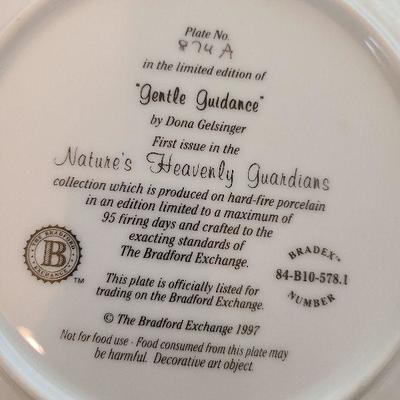 Plate No.
874 A
in the limited edition of
"Gentle Guidance"
by Dona Gelsinger
First issue in the
Nature's Heavenly Guardians
collection which is produced on hard-fire porcelain
in an edition limited to a maximum of
95 firing days and crafted to the
exacting standards of
The Bradford Exchange.
This plate is officially listed for
trading on the Bradford Exchange.
© The Bradford Exchange 1997
Not for food use - Food consumed from this plate may
be harmful. Decorative art object.
THE BRADFORD
B
EXCHANGE
TM
BRADEX™
84-B10-578.1
NUMBER